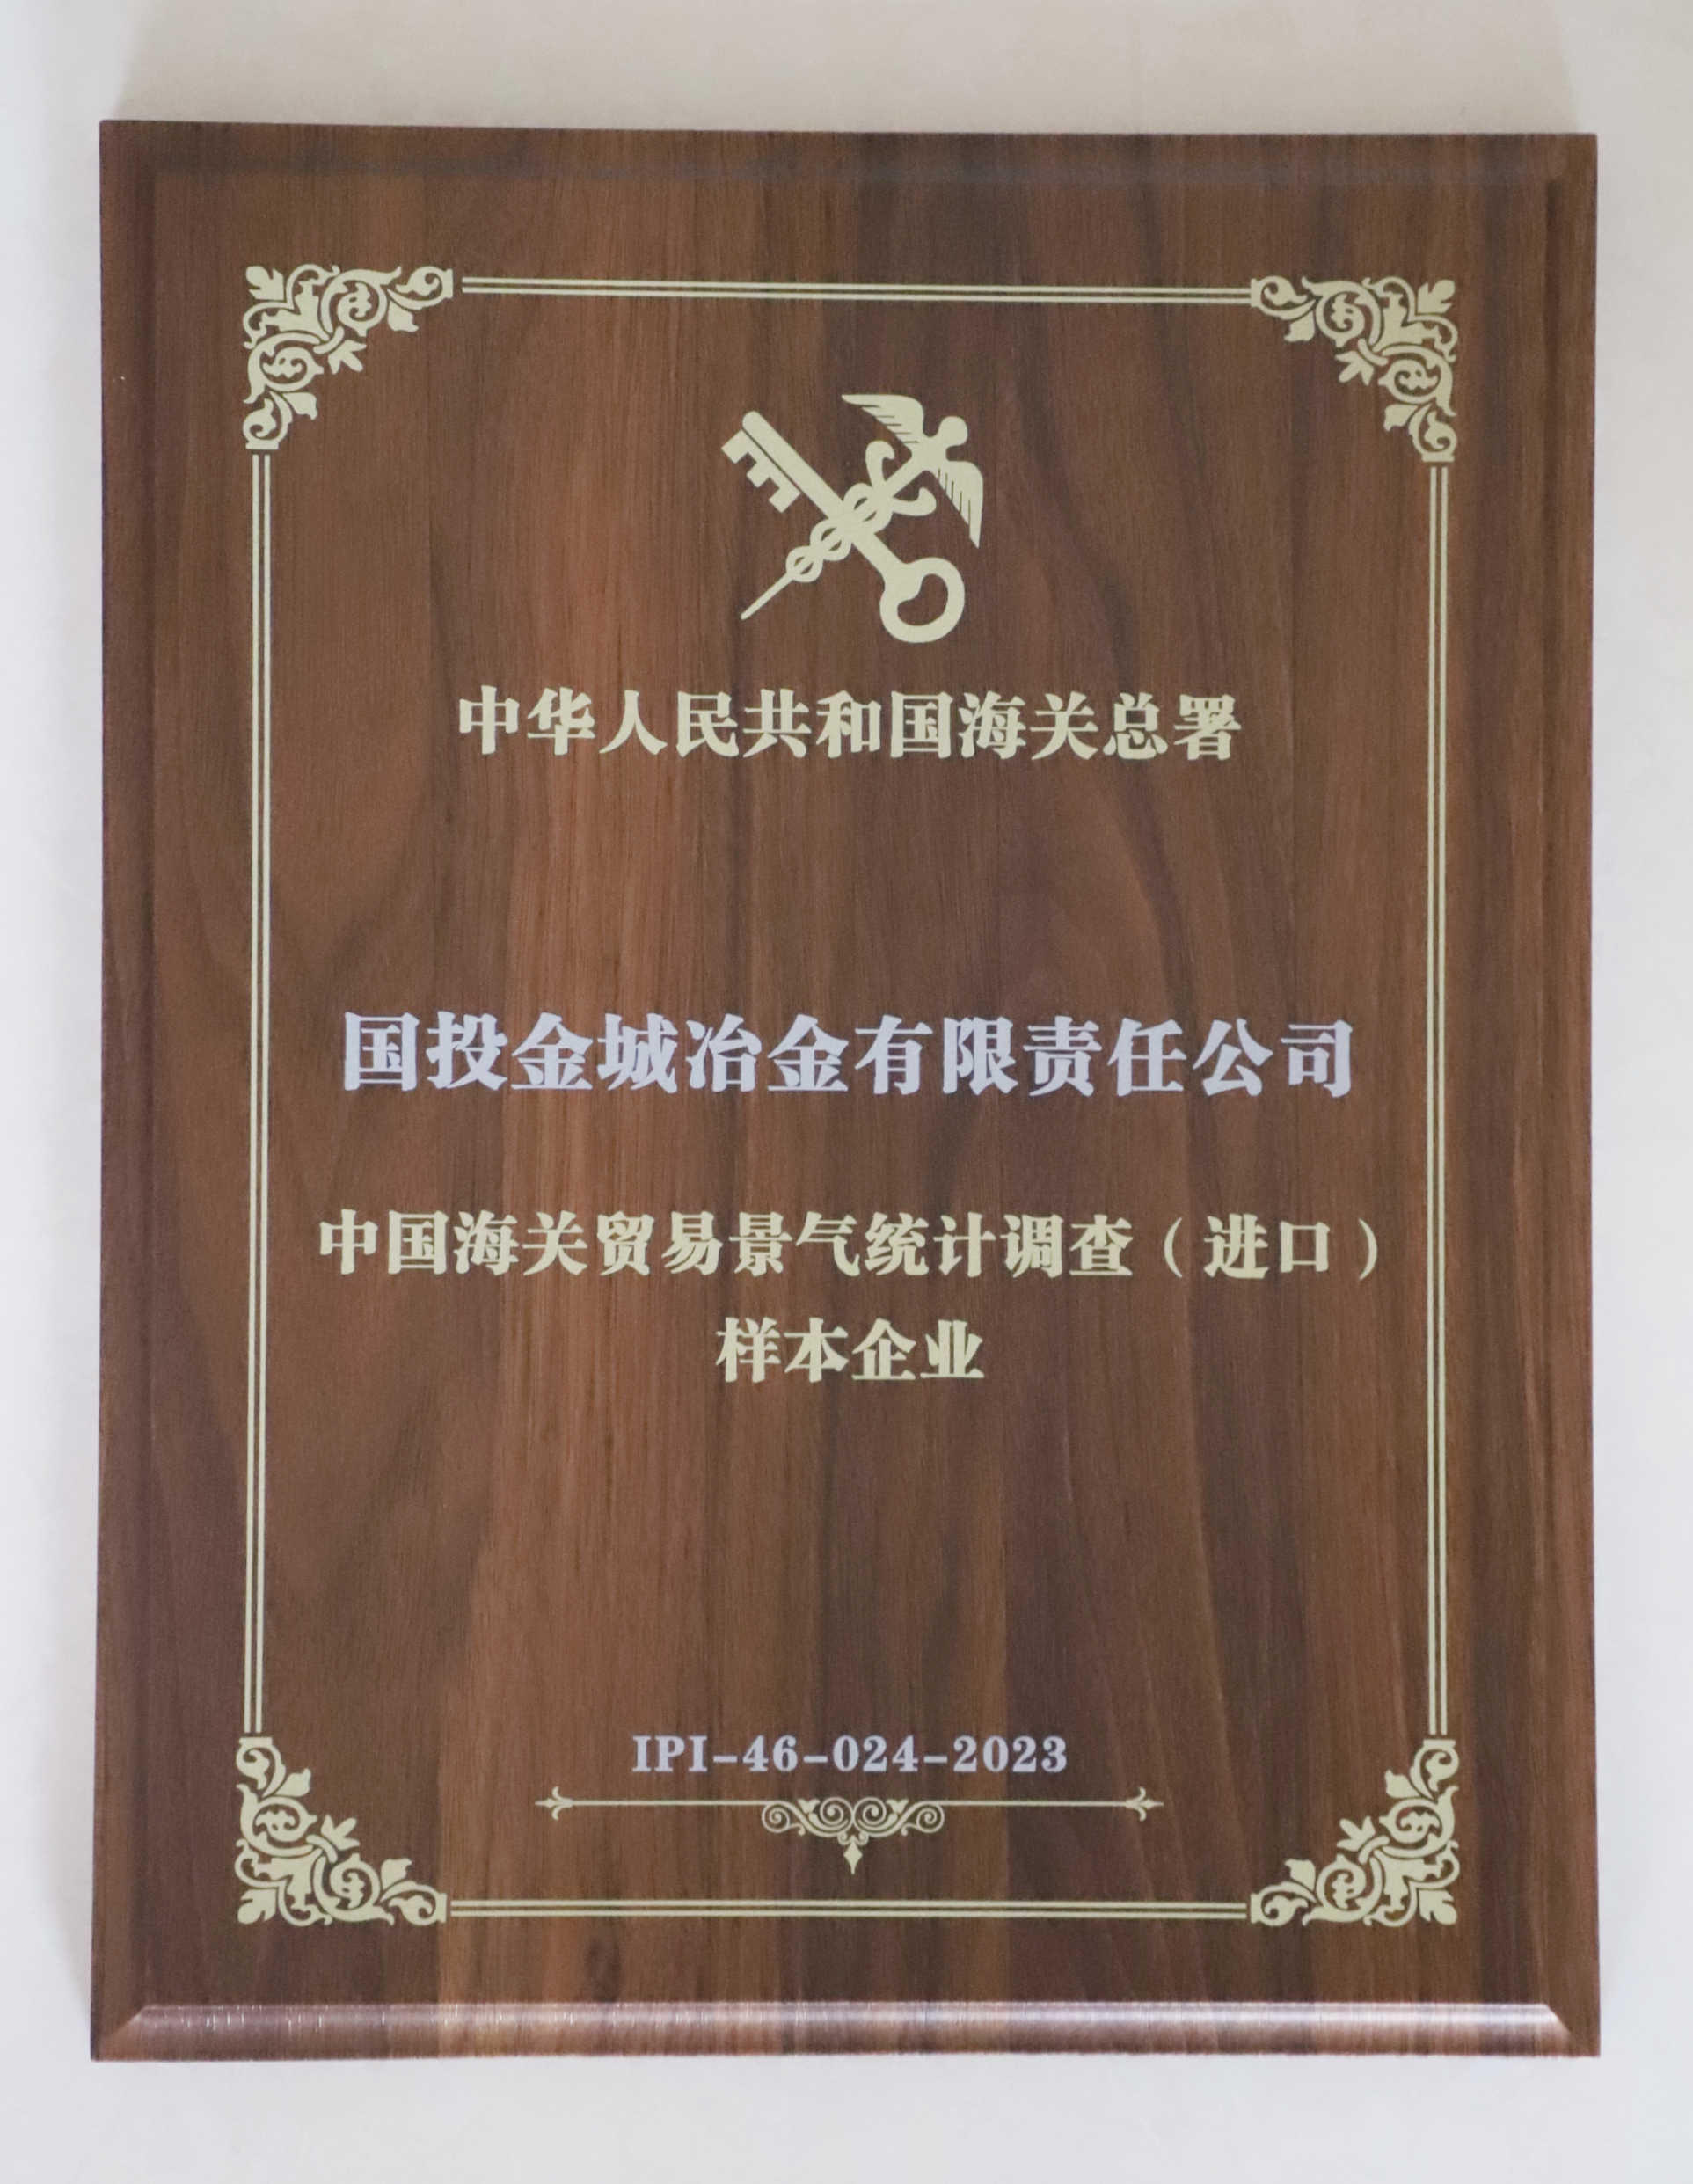 中华人民共和国海关总署
国投金城冶金有限责任公司
中国海关贸易景气统计调查（进口）
样本企业
IPI-46-024-2023